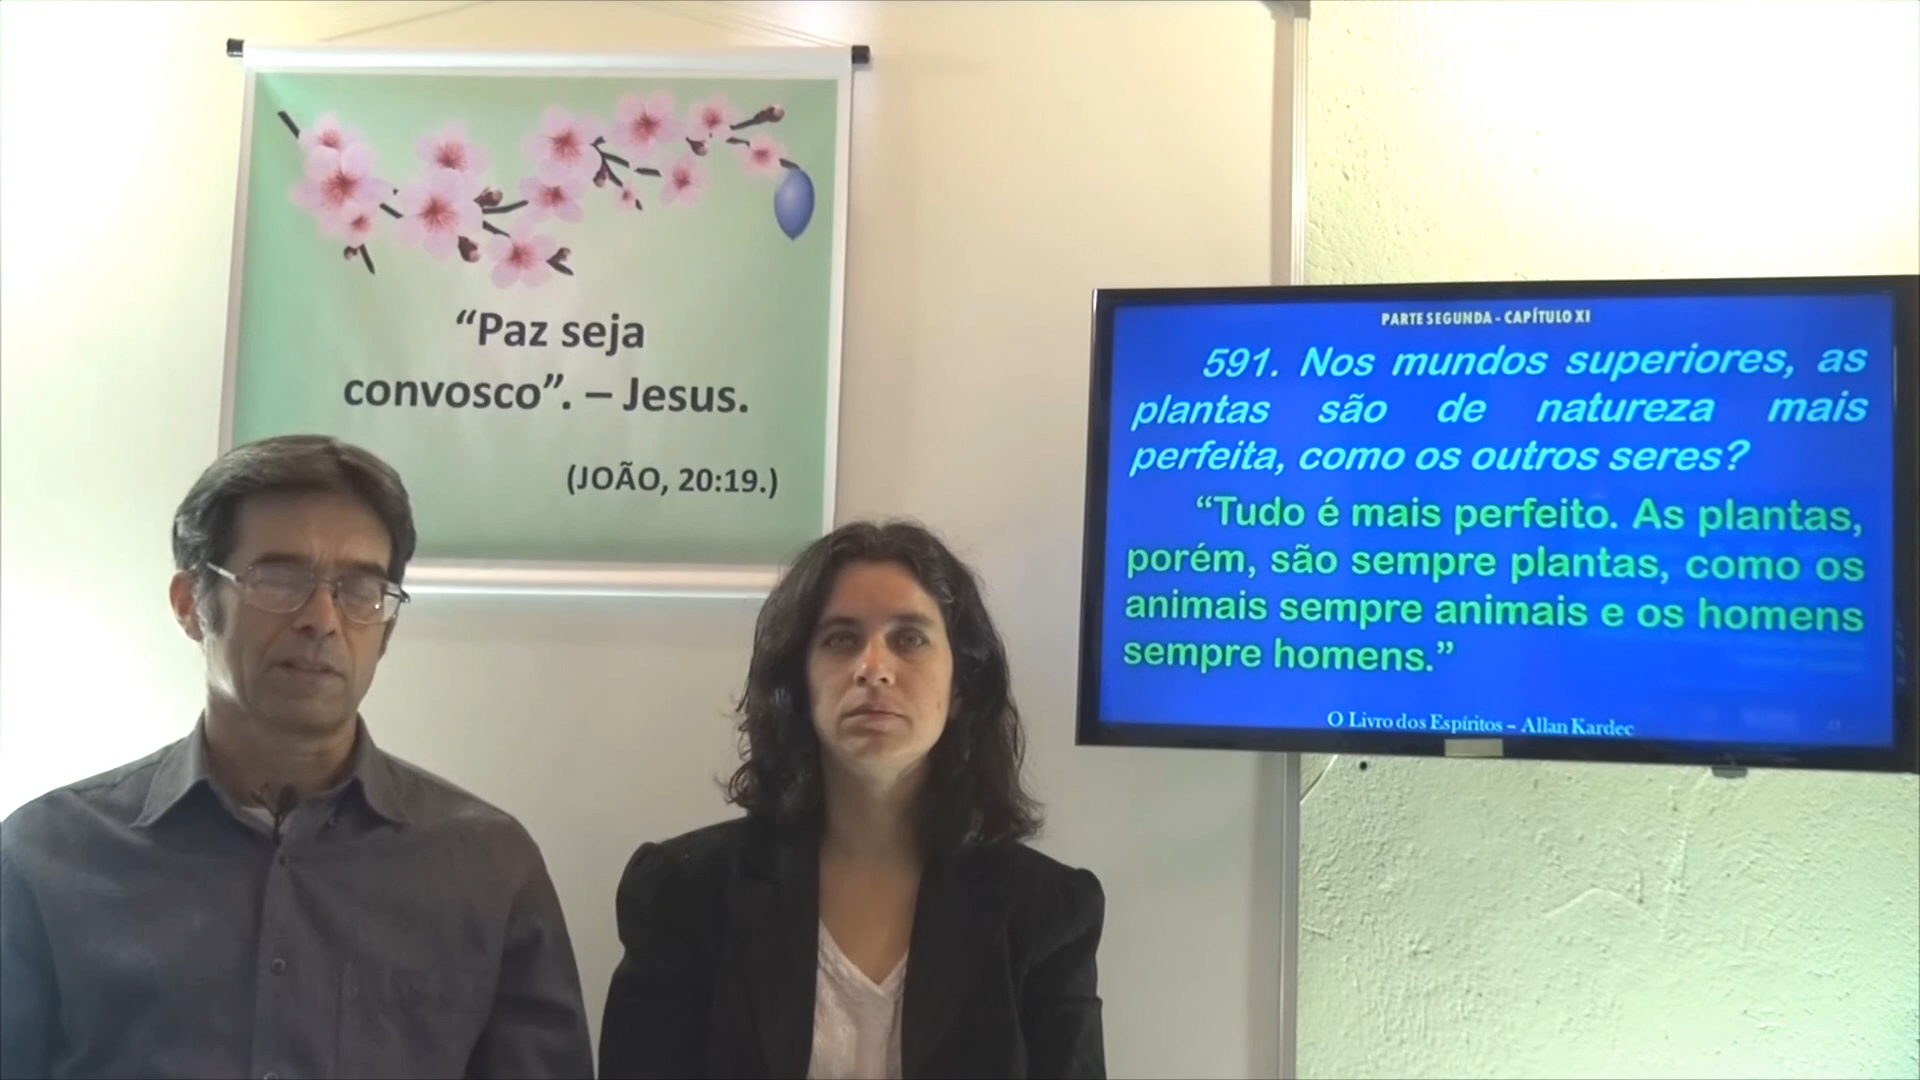 “Paz seja
convosco”. – Jesus.
(JOÃO, 20:19.)
PARTE SEGUNDA - CAPÍTULO XI
591. Nos mundos superiores, as
plantas são de natureza mais
perfeita, como os outros seres?
“Tudo é mais perfeito. As plantas,
porém, são sempre plantas, como os
animais sempre animais e os homens
sempre homens.”
O Livro dos Espíritos – Allan Kardec